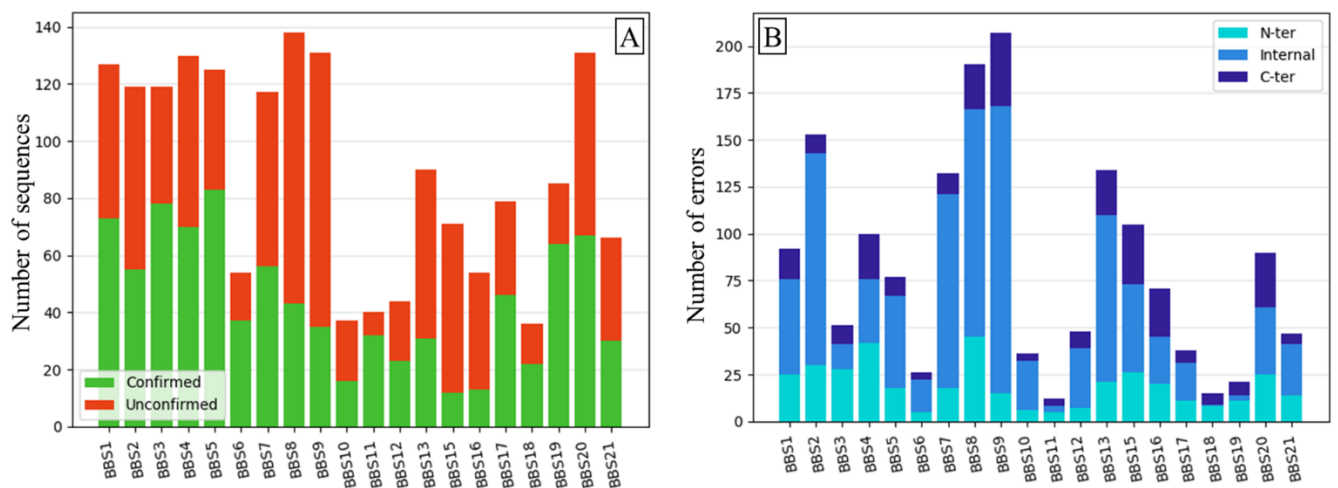 A
Number of sequences
140
120
100
80
60
40
20
0
Confirmed
Unconfirmed
BBS1 BBS2 BBS3 BBS4 BBS5 BBS6 BBS7 BBS8 BBS9 BBS10 BBS11 BBS12 BBS13 BBS15 BBS16 BBS17 BBS18 BBS19 BBS20 BBS21
B
Number of errors
200
175
150
125
100
75
50
25
0
N-ter
Internal
C-ter
BBS1 BBS2 BBS3 BBS4 BBS5 BBS6 BBS7 BBS8 BBS9 BBS10 BBS11 BBS12 BBS13 BBS15 BBS16 BBS17 BBS18 BBS19 BBS20 BBS21